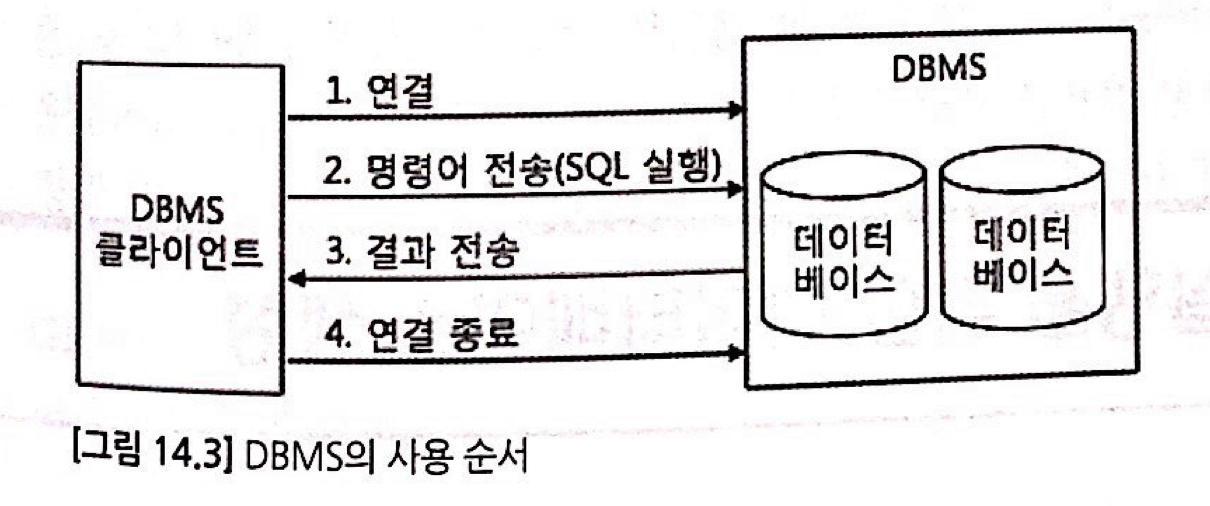 DBMS
1. 연결
2. 명령어 전송(SQL 실행)
DBMS
클라이언트
3. 결과 전송
4. 연결 종료
데이터
베이스
데이터
베이스
[그림 14.3] DBMS의 사용 순서